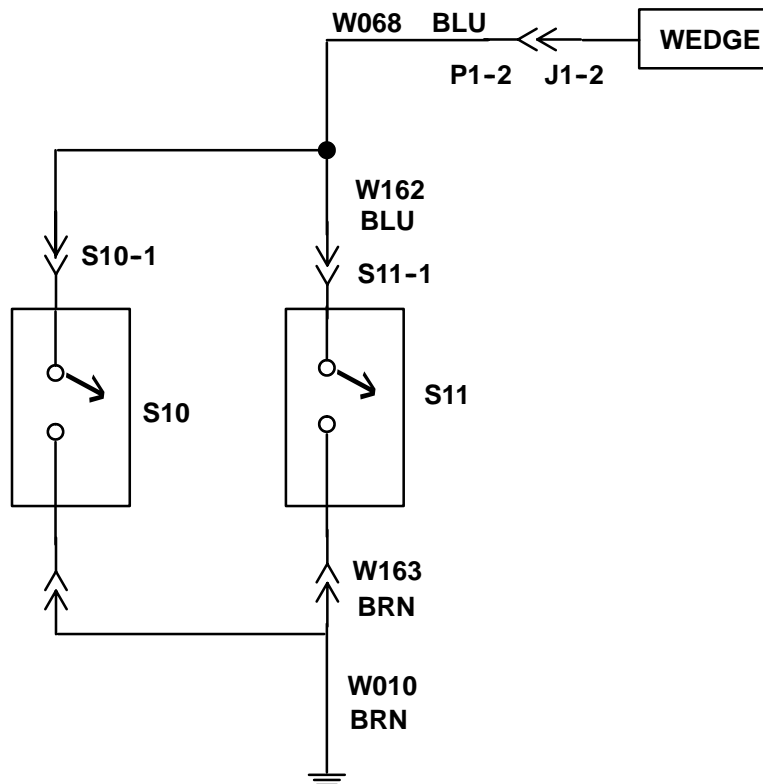 W068 BLU
WEDGE
P1-2 J1-2
W162
BLU
S10-1
S11-1
S10
S11
W163
BRN
W010
BRN